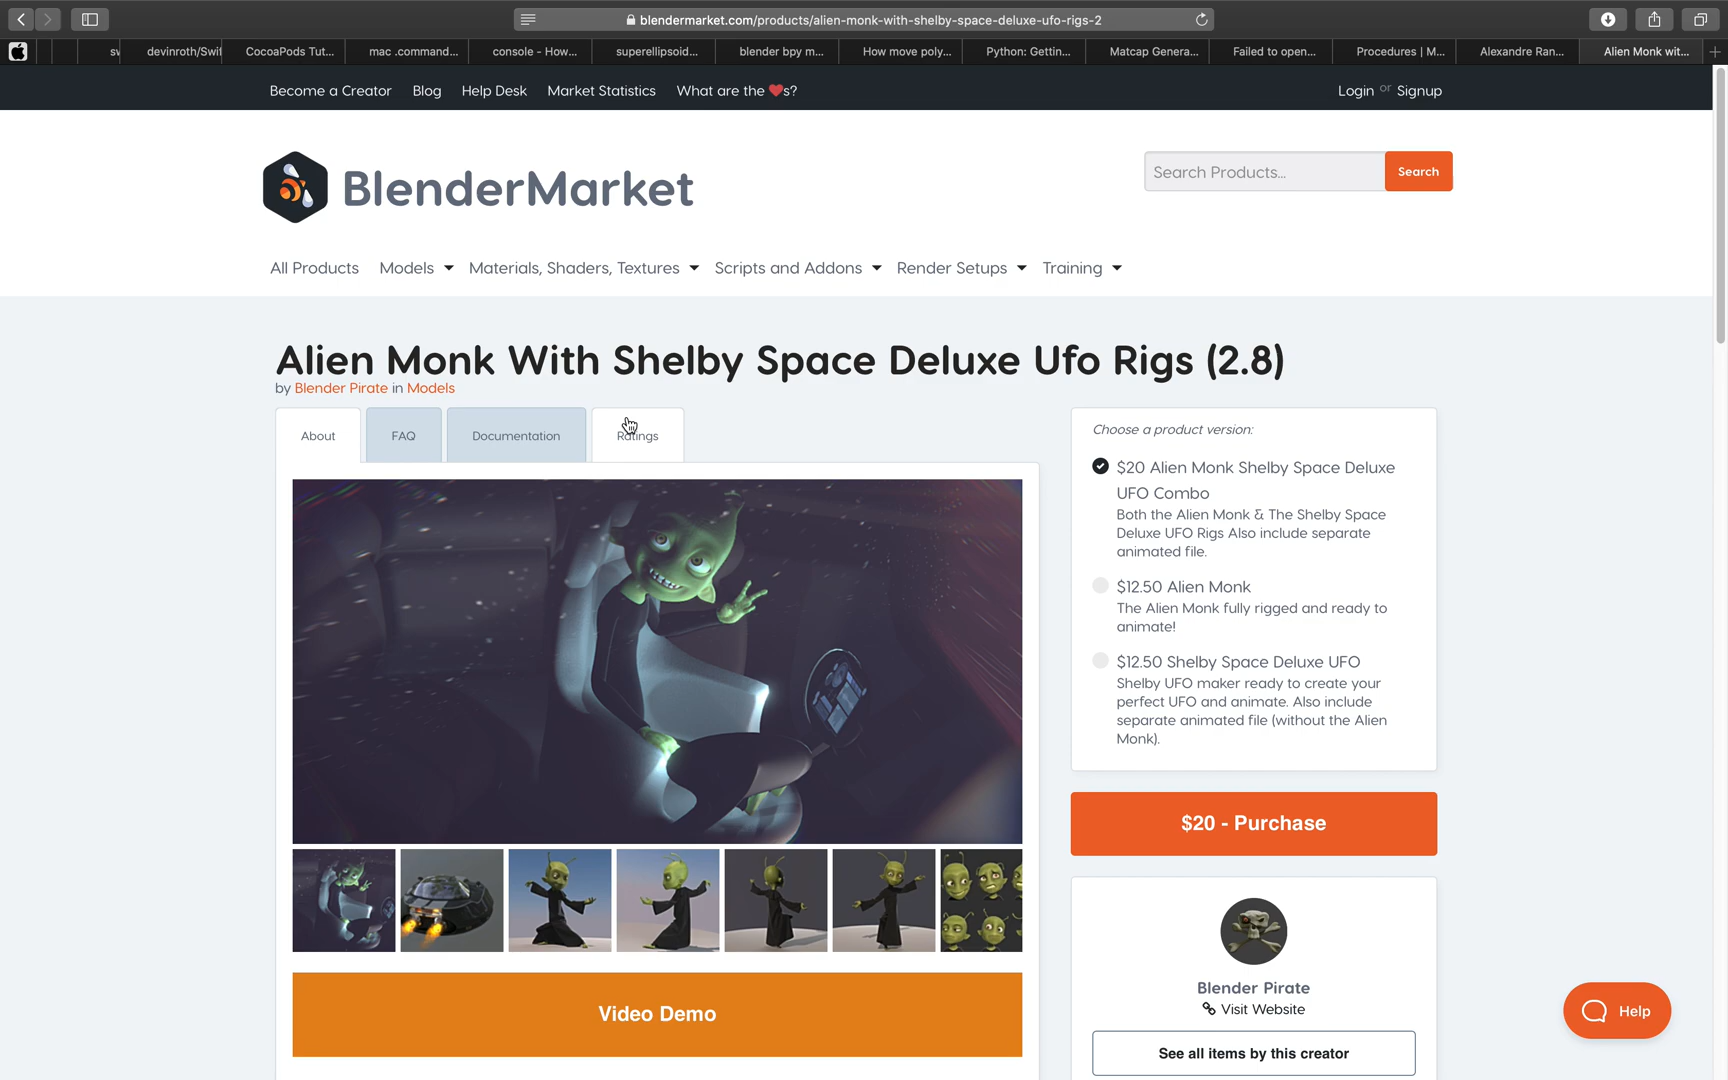 blendermarket.com/products/alien-monk-with-shelby-space-deluxe-ufo-rigs-2
sv devinroth/Swif CocoaPods Tut... mac .command... console - How... superellipsoid... blender bpy m... How move poly... Python: Gettin... Matcap Genera... Failed to open... Procedures | M... Alexandre Ran... Alien Monk wit...
Become a Creator Blog Help Desk Market Statistics What are the ❤s? Login or Signup
BlenderMarket
Search Products... Search
All Products Models Materials, Shaders, Textures Scripts and Addons Render Setups Training
Alien Monk With Shelby Space Deluxe Ufo Rigs (2.8)
by Blender Pirate in Models
About FAQ Documentation Ratings
Choose a product version:
$20 Alien Monk Shelby Space Deluxe
UFO Combo
Both the Alien Monk & The Shelby Space
Deluxe UFO Rigs Also include separate
animated file.
$12.50 Alien Monk
The Alien Monk fully rigged and ready to
animate!
$12.50 Shelby Space Deluxe UFO
Shelby UFO maker ready to create your
perfect UFO and animate. Also include
separate animated file (without the Alien
Monk).
$20 - Purchase
Blender Pirate
Visit Website
See all items by this creator
Video Demo
Help